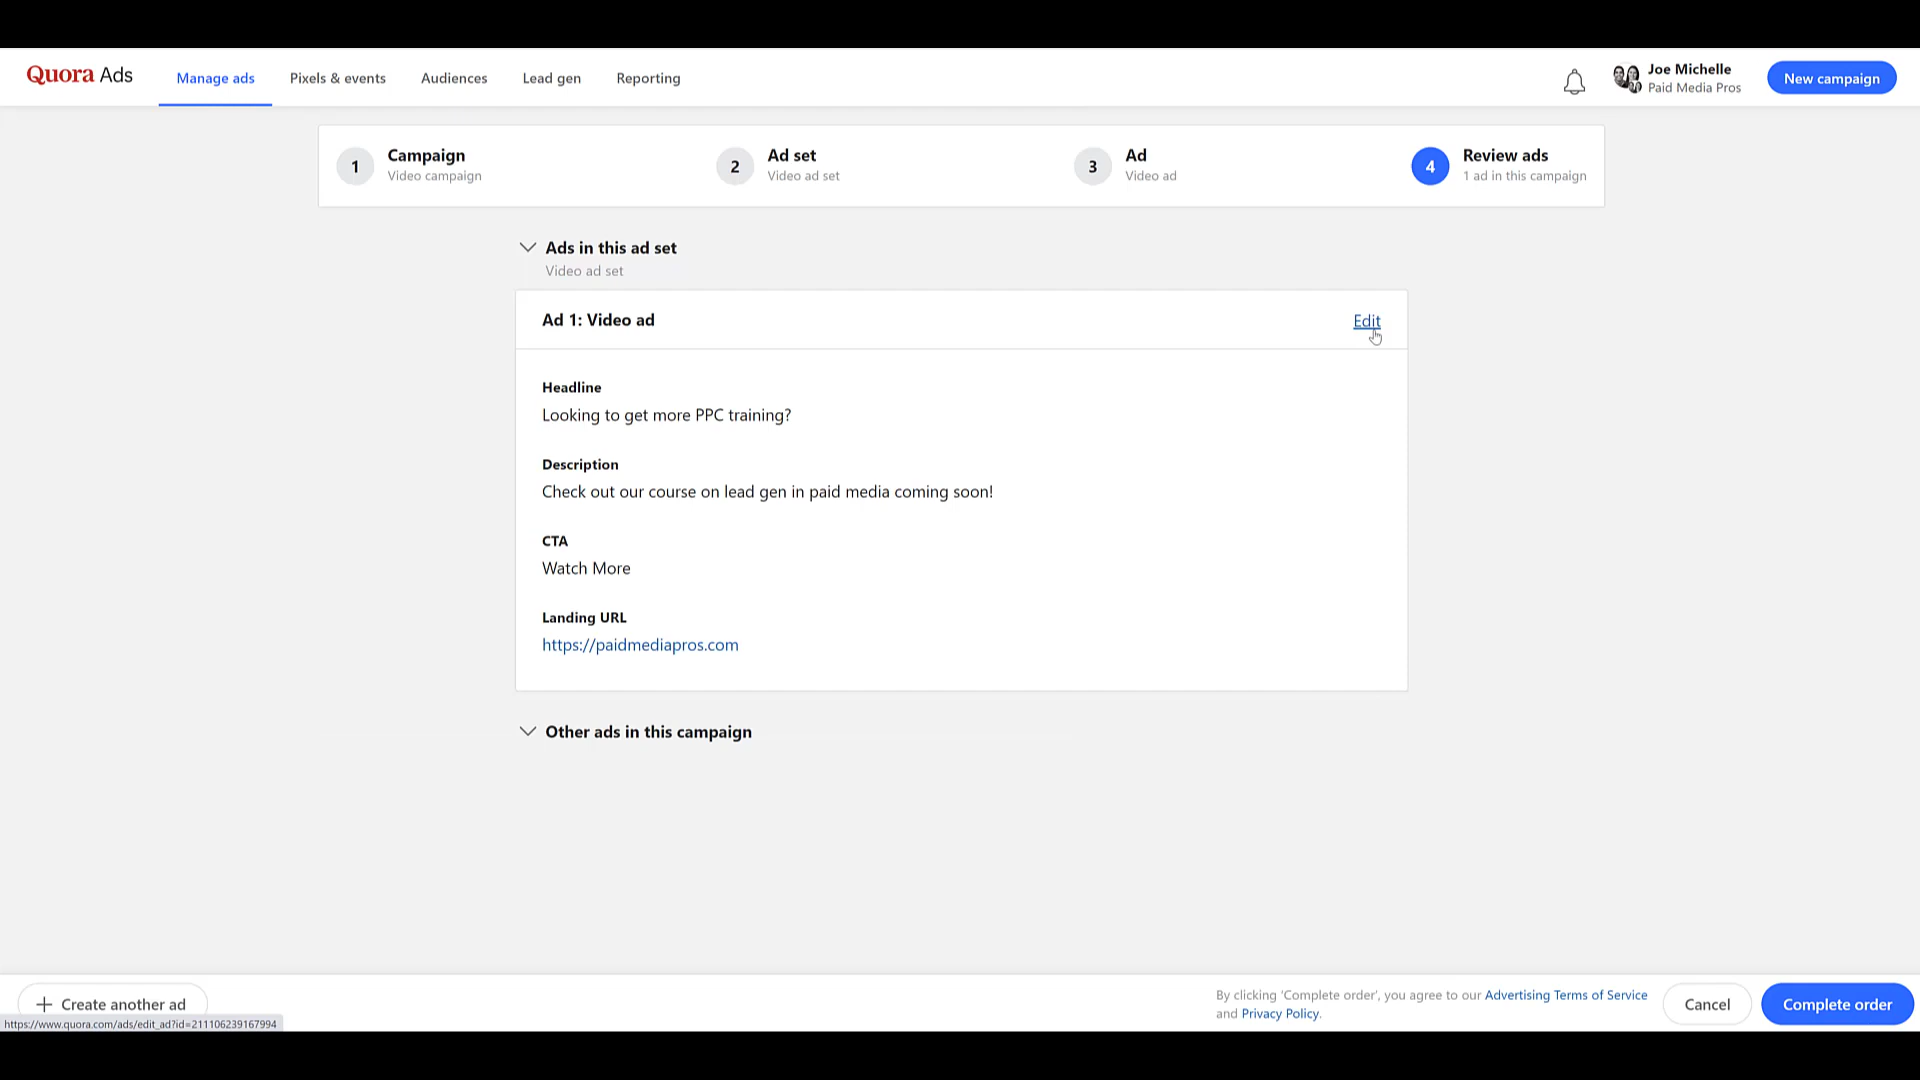 Quora Ads
Manage ads
Pixels & events
Audiences
Lead gen
Reporting
Joe Michelle
Paid Media Pros
New campaign
1
Campaign
Video campaign
2
Ad set
Video ad set
3
Ad
Video ad
4
Review ads
1 ad in this campaign
Ads in this ad set
Video ad set
Ad 1: Video ad
Edit
Headline
Looking to get more PPC training?
Description
Check out our course on lead gen in paid media coming soon!
CTA
Watch More
Landing URL
https://paidmediapros.com
Other ads in this campaign
Create another ad
https://www.quora.com/ads/edit_ad?id=211106239167994
By clicking 'Complete order', you agree to our Advertising Terms of Service
and Privacy Policy.
Cancel
Complete order